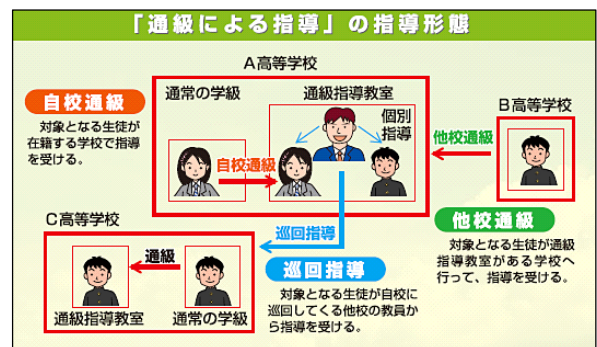 「通級による指導」の指導形態
A高等学校
自校通級
対象となる生徒が
在籍する学校で指導
を受ける。
通常の学級
通級指導教室
個別
指導
自校通級
B高等学校
他校通級
他校通級
対象となる生徒が通級
指導教室がある学校へ
行って、指導を受ける。
巡回指導
C高等学校
通級
通級指導教室
通常の学級
巡回指導
対象となる生徒が自校に
巡回してくる他校の教員か
ら指導を受ける。